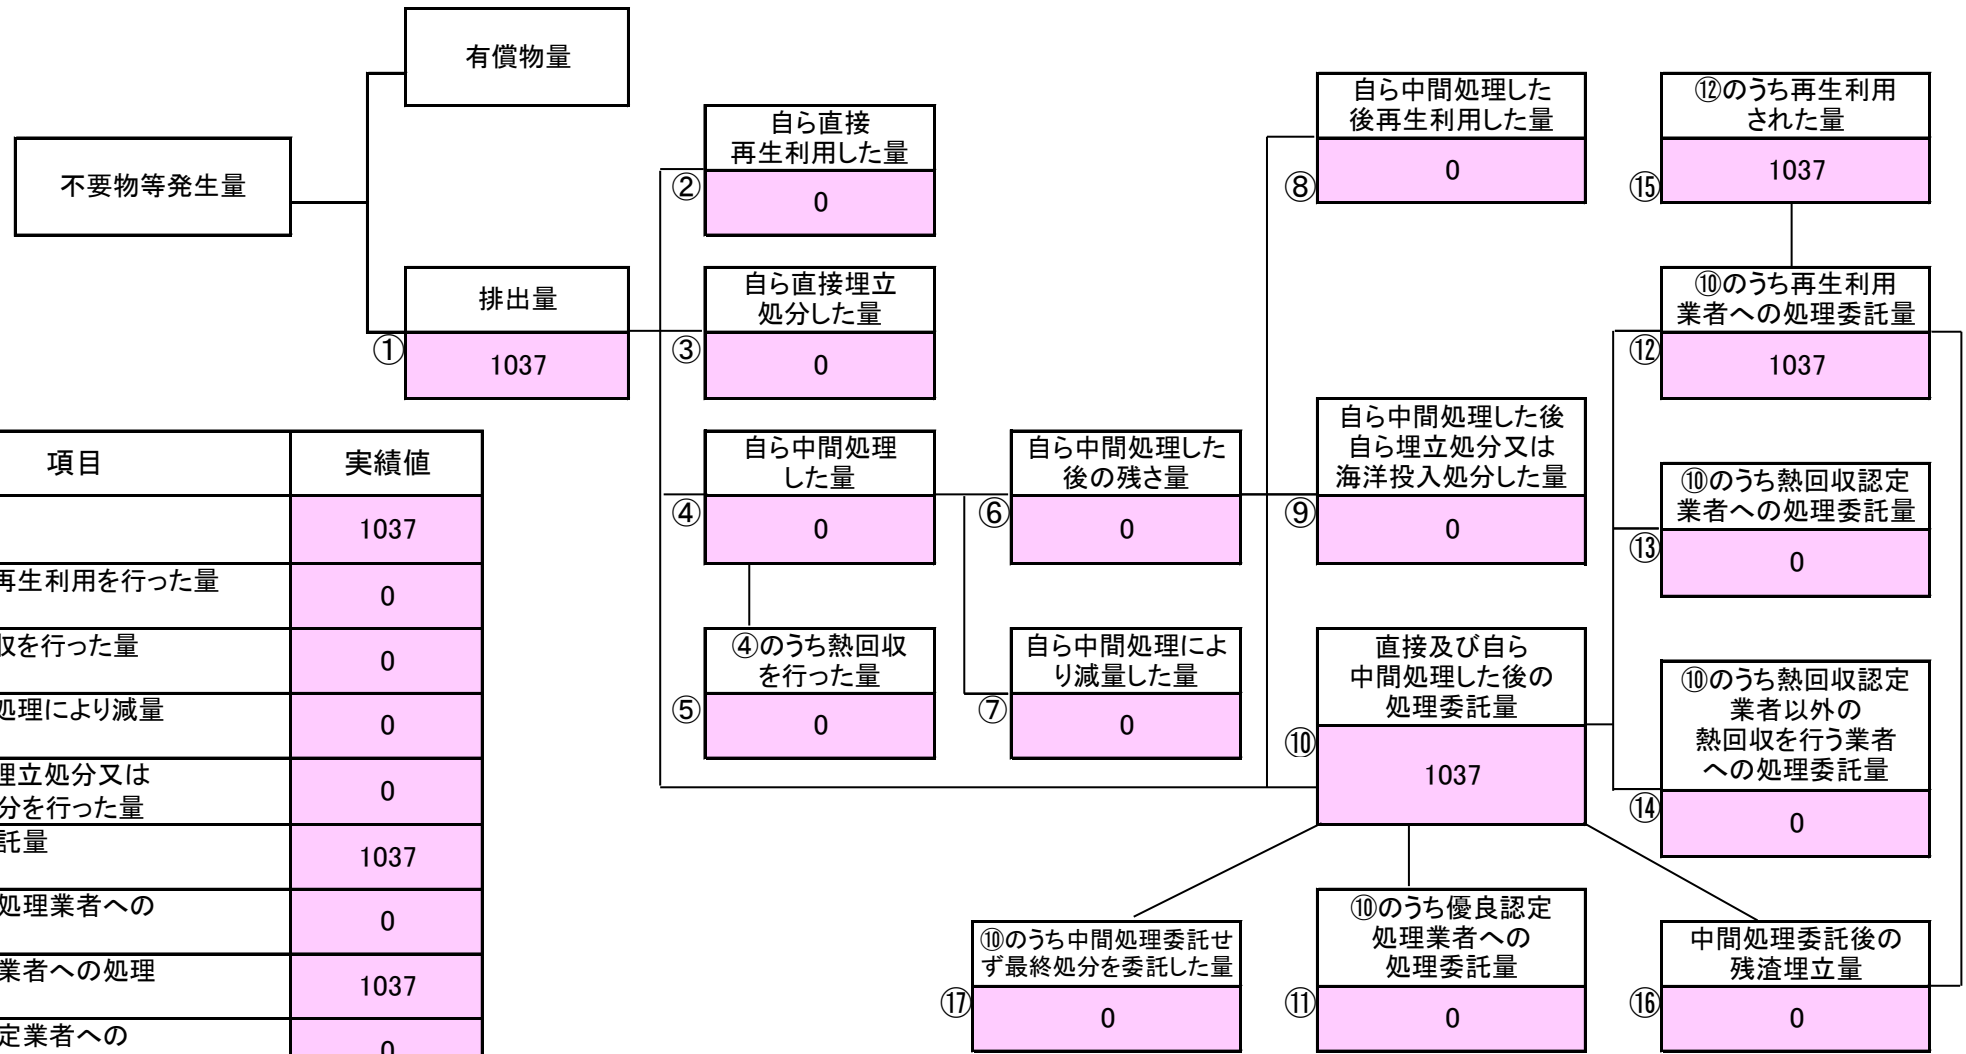 有償物量
不要物等発生量
排出量
①
1037
自ら直接
再生利用した量
②
0
自ら直接埋立
処分した量
③
0
自ら中間処理
した量
④
0
④のうち熱回収
を行った量
⑤
0
自ら中間処理した
後の残さ量
⑥
0
自ら中間処理によ
り減量した量
⑦
0
自ら中間処理した
後再生利用した量
⑧
0
自ら中間処理した後
自ら埋立処分又は
海洋投入処分した量
⑨
0
直接及び自ら
中間処理した後の
処理委託量
⑩
1037
⑫のうち再生利用
された量
⑮
1037
⑩のうち再生利用
業者への処理委託量
⑫
1037
⑩のうち熱回収認定
業者への処理委託量
⑬
0
⑩のうち熱回収認定
業者以外の
熱回収を行う業者
への処理委託量
⑭
0
⑩のうち中間処理委託せ
ず最終処分を委託した量
⑰
0
⑩のうち優良認定
処理業者への
処理委託量
⑪
0
中間処理委託後の
残渣埋立量
⑯
0
項目 実績値
1037
再生利用を行った量 0
収を行った量 0
処理により減量 0
埋立処分又は
分を行った量 0
託量 1037
処理業者への 0
業者への処理 1037
定業者への 0